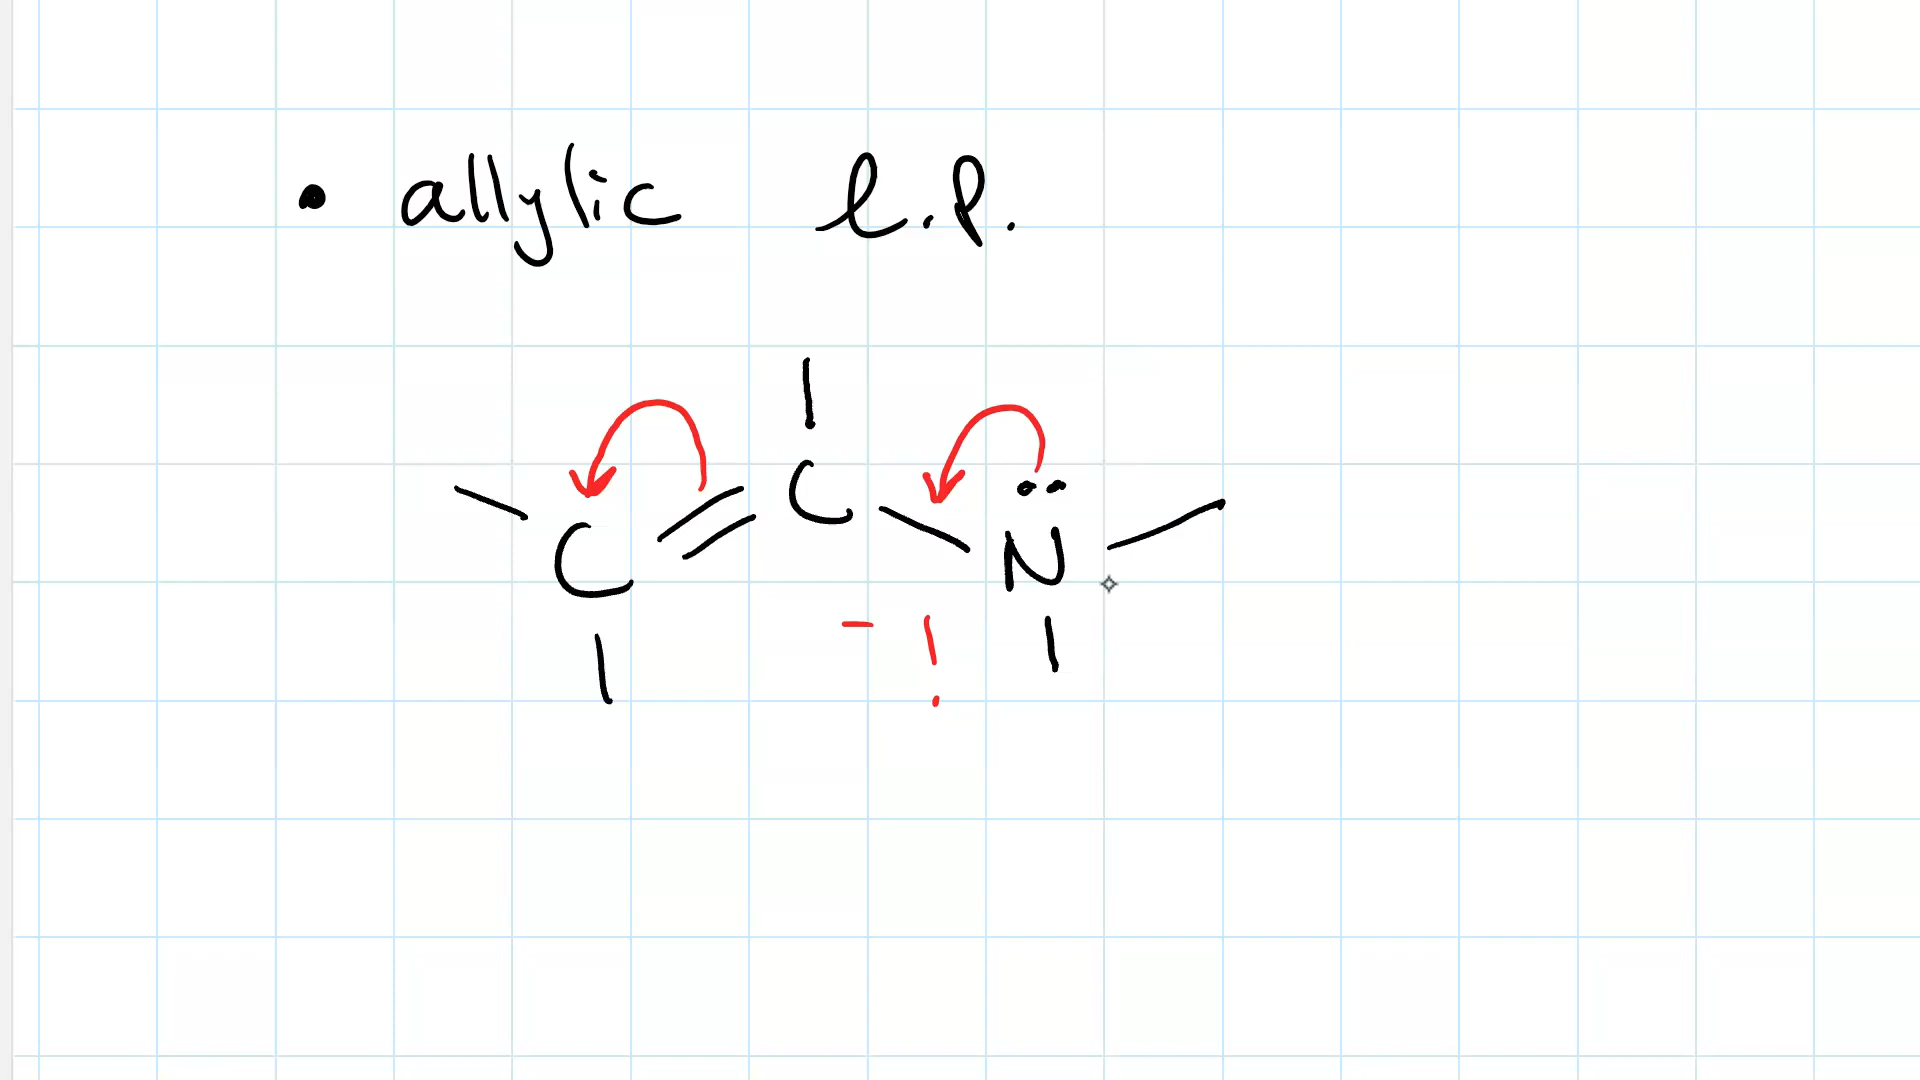 • allylic l.p.
C = C - N̈
- !